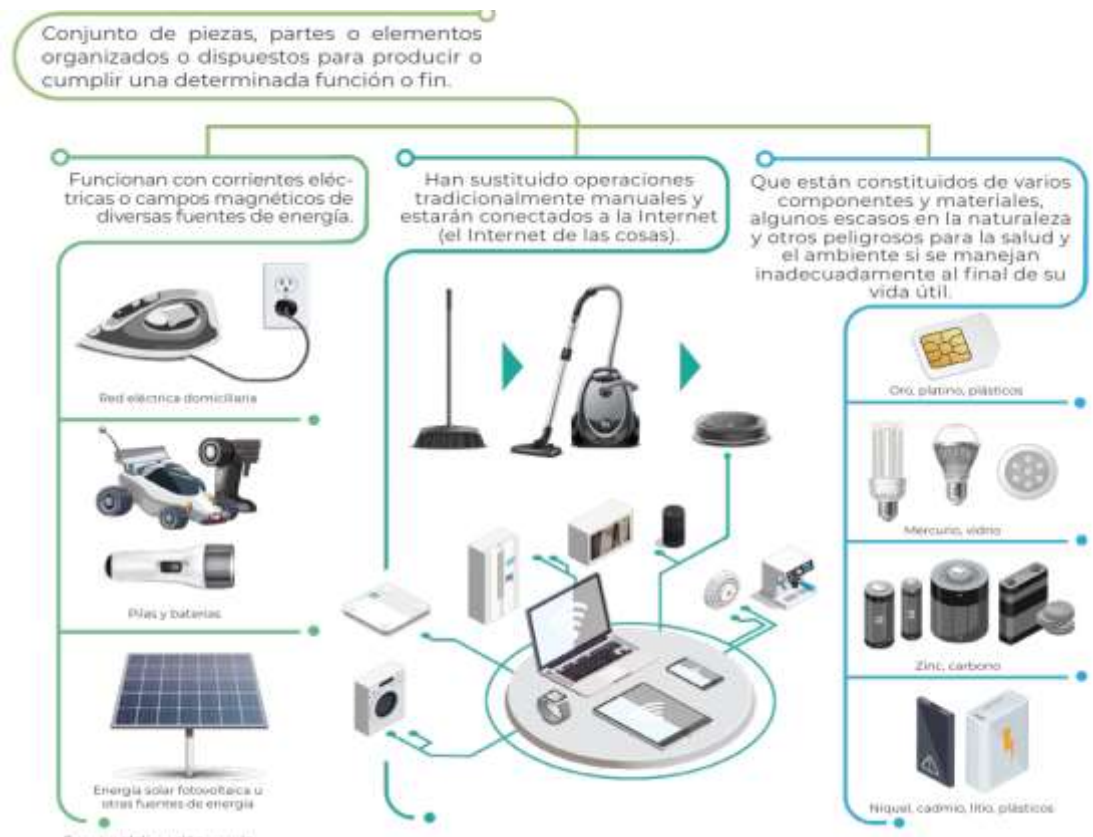 Conjunto de piezas, partes o elementos
organizados o dispuestos para producir o
cumplir una determinada función o fin.
Funcionan con corrientes eléc-
tricas o campos magnéticos de
diversas fuentes de energía.
Red eléctrica domiciliaria
Pilas y baterías
Energía solar fotovoltaica u
otras fuentes de energía
Han sustituido operaciones
tradicionalmente manuales y
estarán conectados a la Internet
(el Internet de las cosas).
Que están constituidos de varios
componentes y materiales,
algunos escasos en la naturaleza
y otros peligrosos para la salud y
el ambiente si se manejan
inadecuadamente al final de su
vida útil.
Oro, platino, plásticos
Mercurio, vidrio
Zinc, carbono
Niquel, cadmio, litio, plásticos